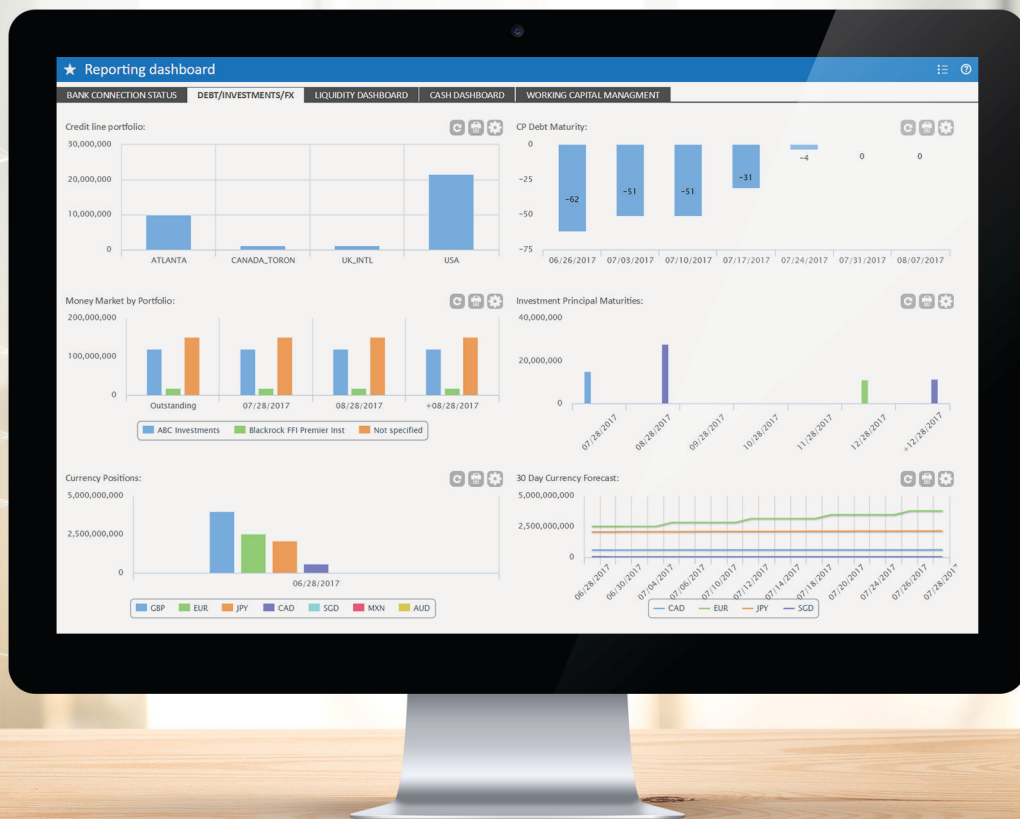 Reporting dashboard
BANK CONNECTION STATUS
DEBT/INVESTMENTS/FX
LIQUIDITY DASHBOARD
CASH DASHBOARD
WORKING CAPITAL MANAGMENT
Credit line portfolio:
30,000,000
20,000,000
10,000,000
0
ATLANTA
CANADA_TORON
UK_INTL
USA
CP Debt Maturity:
0
-25
-50
-75
-62
-51
-51
-31
-4
0
0
06/26/2017
07/03/2017
07/10/2017
07/17/2017
07/24/2017
07/31/2017
08/07/2017
Money Market by Portfolio:
200,000,000
100,000,000
0
Outstanding
07/28/2017
08/28/2017
+08/28/2017
ABC Investments
Blackrock FFI Premier Inst
Not specified
Investment Principal Maturities:
40,000,000
20,000,000
0
07/28/2017
08/28/2017
09/28/2017
10/28/2017
11/28/2017
12/28/2017
+12/28/2017
Currency Positions:
5,000,000,000
2,500,000,000
0
06/28/2017
GBP
EUR
JPY
CAD
SGD
MXN
AUD
30 Day Currency Forecast:
5,000,000,000
2,500,000,000
0
06/28/2017
06/30/2017
07/04/2017
07/06/2017
07/10/2017
07/12/2017
07/14/2017
07/18/2017
07/20/2017
07/24/2017
07/26/2017
07/28/2017
CAD
EUR
JPY
SGD